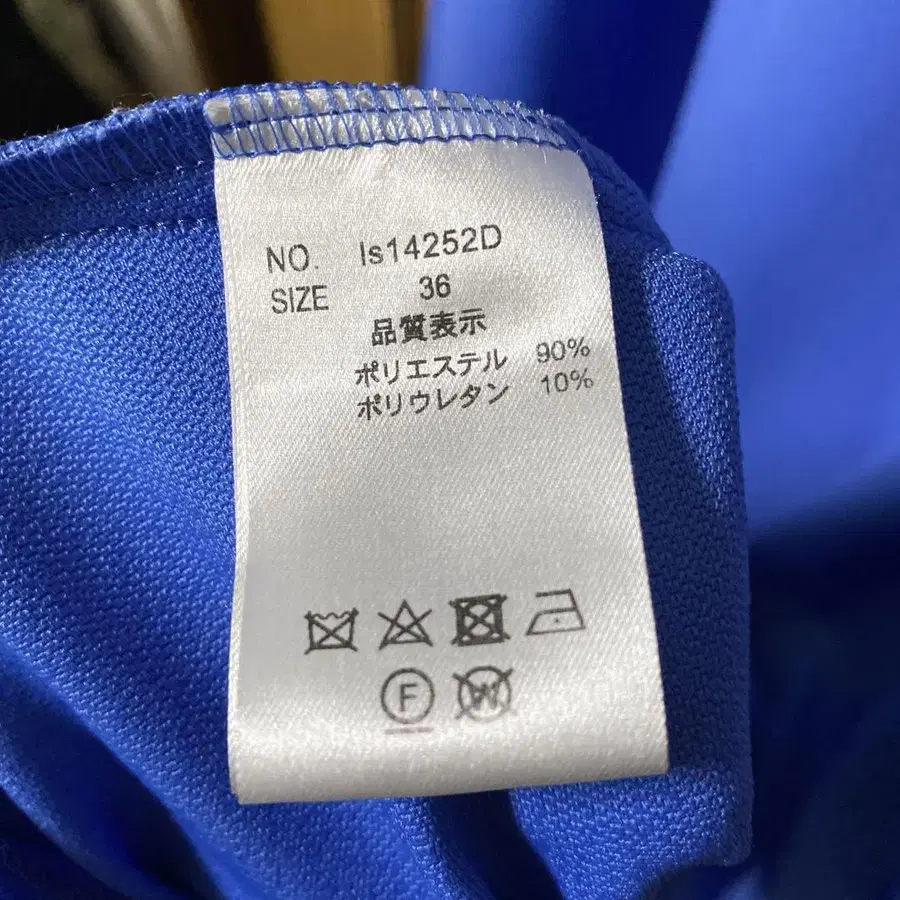 NO. ls14252D
SIZE 36
品質表示
ポリエステル 90%
ポリウレタン 10%
F W